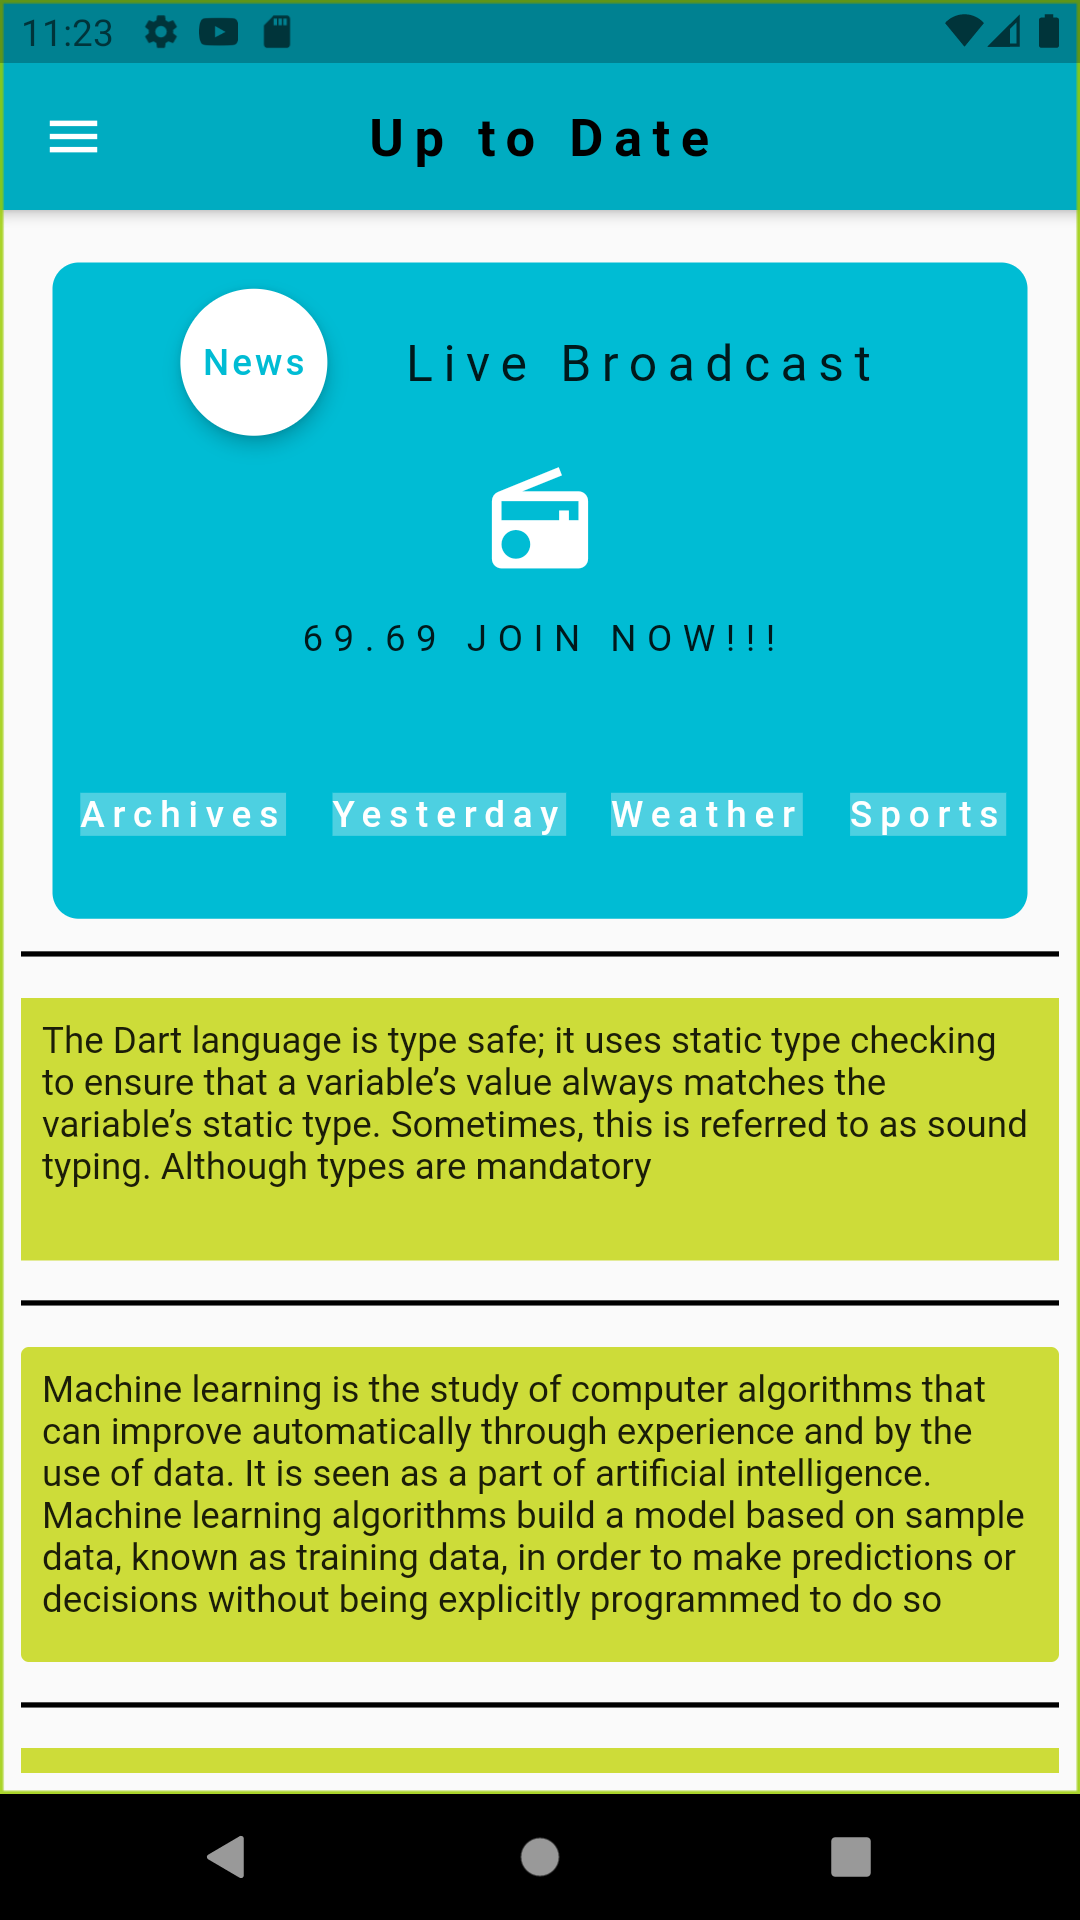 11:23
Up to Date
News
Live Broadcast
69.69 JOIN NOW!!!
Archives Yesterday Weather Sports
The Dart language is type safe; it uses static type checking
to ensure that a variable’s value always matches the
variable’s static type. Sometimes, this is referred to as sound
typing. Although types are mandatory
Machine learning is the study of computer algorithms that
can improve automatically through experience and by the
use of data. It is seen as a part of artificial intelligence.
Machine learning algorithms build a model based on sample
data, known as training data, in order to make predictions or
decisions without being explicitly programmed to do so